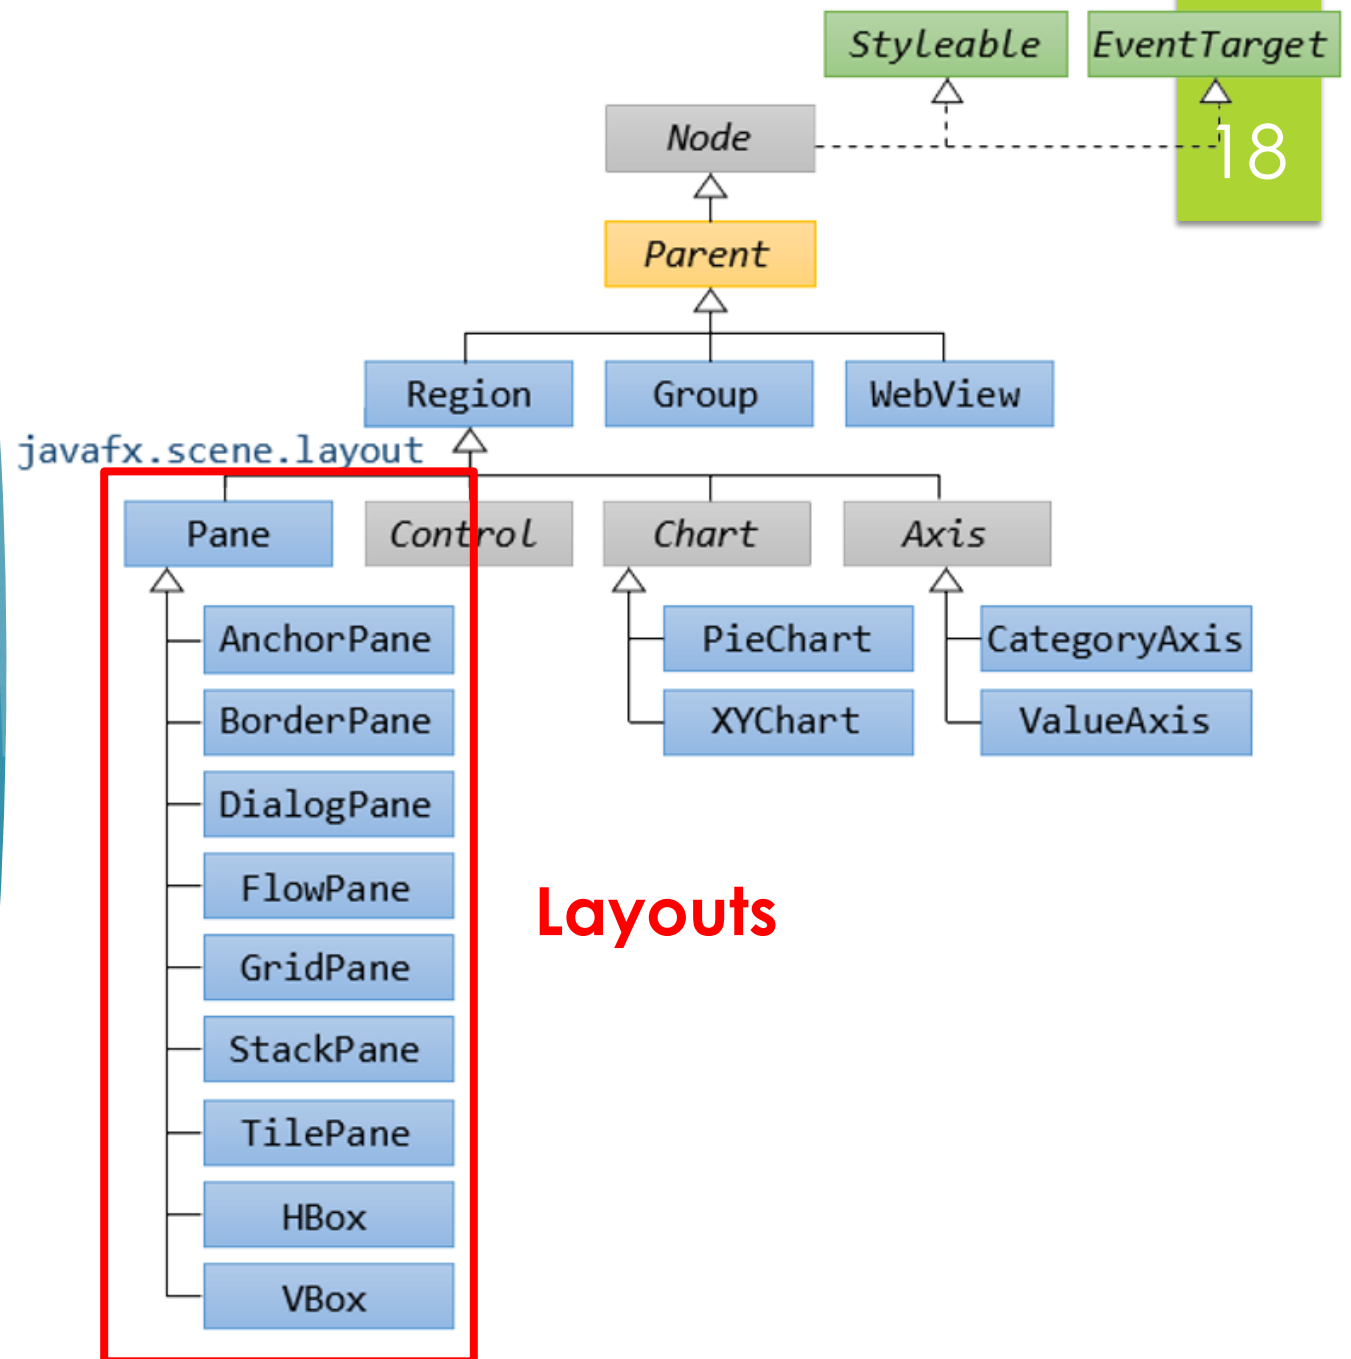 Styleable EventTarget
Node
18
Parent
Region Group WebView
javafx.scene.layout
Pane Control Chart Axis
AnchorPane PieChart CategoryAxis
BorderPane XYChart ValueAxis
DialogPane
FlowPane
Layouts
GridPane
StackPane
TilePane
HBox
VBox